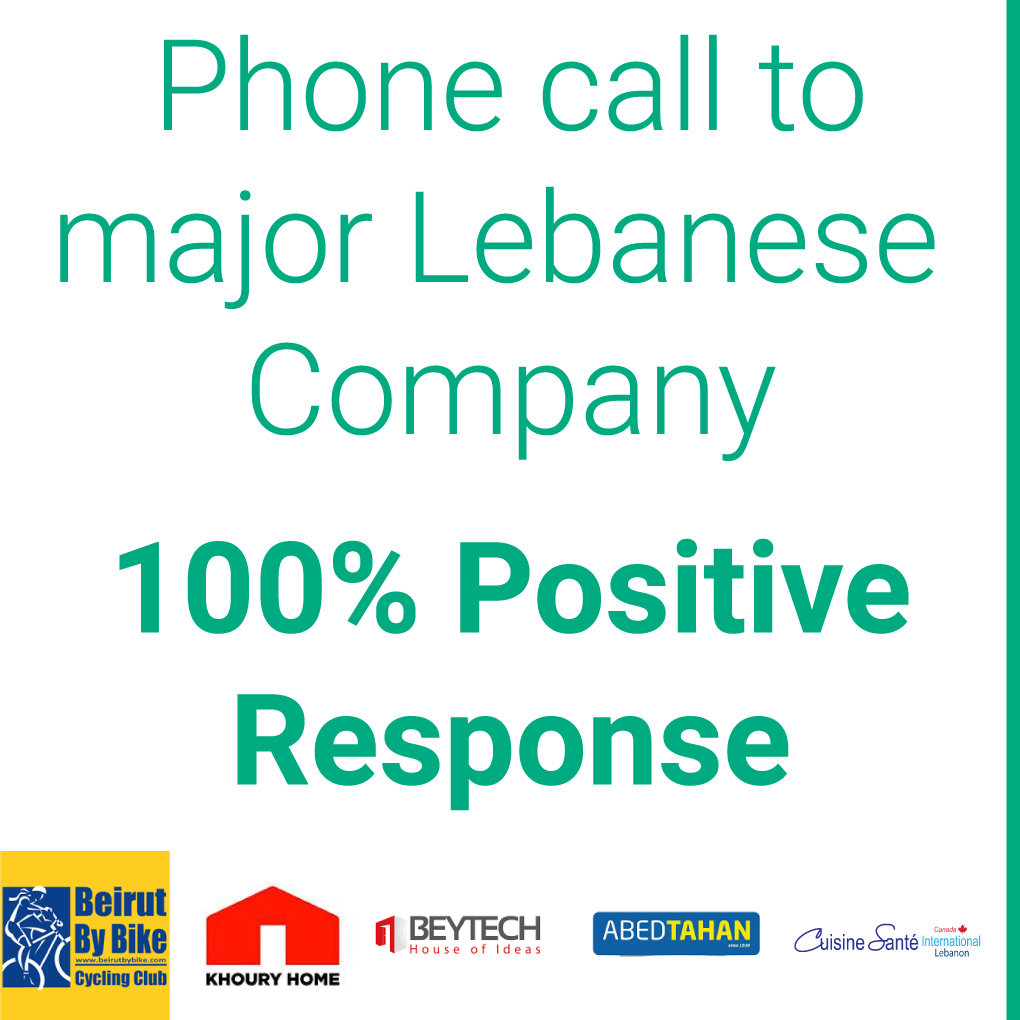 Phone call to
major Lebanese
Company
100% Positive
Response
Beirut
By Bike
www.beirutbybike.com
Cycling Club
KHOURY HOME
BEYTECH
House of Ideas
ABEDTAHAN
Cuisine Santé
Canada
International
Lebanon